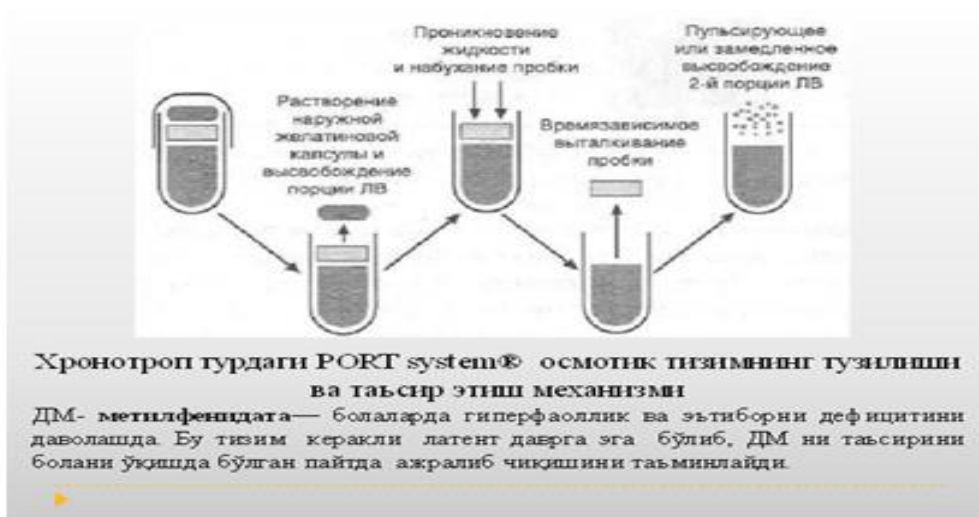 Проникновение
жидкости
и набухание пробки
Пульсирующее
или замедленное
высвобождение
2-й порции ЛВ
Растворение
наружной
желатиновой
капсулы и
высвобождение
порции ЛВ
Времязависимое
выталкивание
пробки
Хронотроп турдаги PORT system® осмотик тизимнинг тузилиши
ва таъсир этиш механизми
ДМ- метилфенидата— болаларда гиперфаоллик ва эътиборни дефицитини
даволашда. Бу тизим керакли латент даврга эга бўлиб, ДМ ни таъсирини
болани ўқишда бўлган пайтда ажралиб чиқишини таъминлайди.